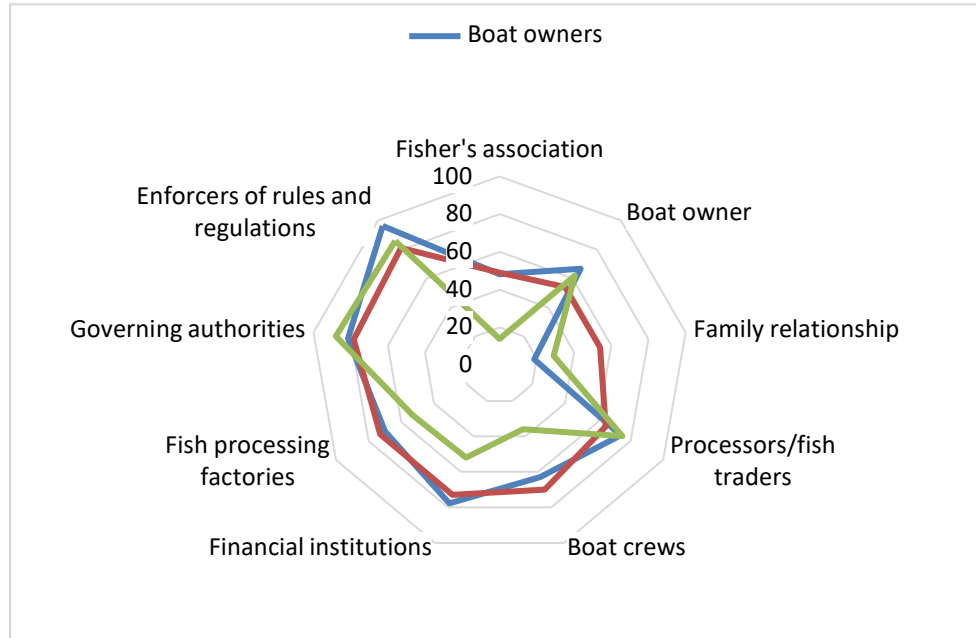 Boat owners
Fisher's association
100
80
60
40
20
0
Boat owner
Family relationship
Processors/fish
traders
Boat crews
Financial institutions
Fish processing
factories
Governing authorities
Enforcers of rules and
regulations